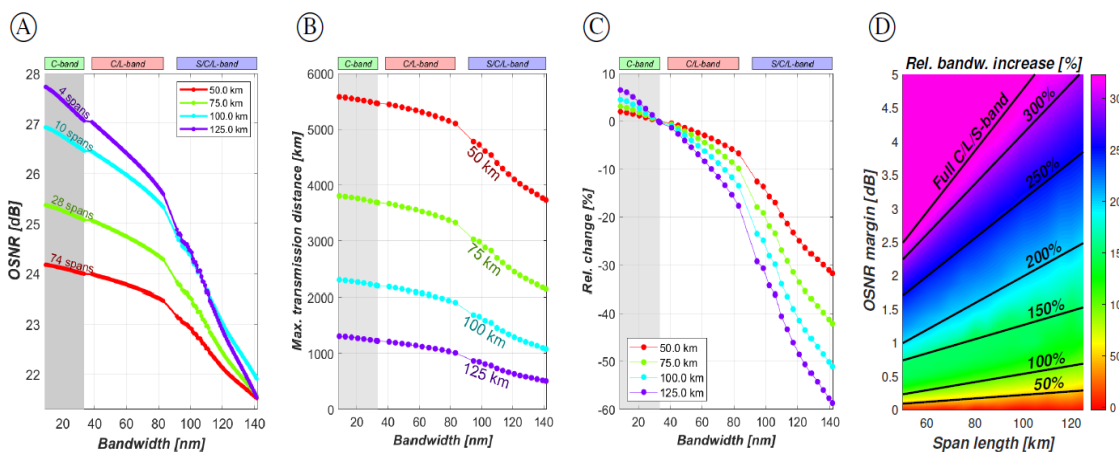 A
C-band
C/L-band
S/C/L-band
OSNR [dB]
28
27
26
25
24
23
22
4 spans
10 spans
28 spans
74 spans
50.0 km
75.0 km
100.0 km
125.0 km
20
40
60
80
100
120
140
Bandwidth [nm]
B
C-band
C/L-band
S/C/L-band
Max. transmission distance [km]
6000
5000
4000
3000
2000
1000
0
50 km
75 km
100 km
125 km
20
40
60
80
100
120
140
Bandwidth [nm]
C
C-band
C/L-band
S/C/L-band
Rel. change [%]
10
0
-10
-20
-30
-40
-50
-60
50.0 km
75.0 km
100.0 km
125.0 km
20
40
60
80
100
120
140
Bandwidth [nm]
D
Rel. bandw. increase [%]
OSNR margin [dB]
5
4.5
4
3.5
3
2.5
2
1.5
1
0.5
0
Full C/L/S-band
300%
250%
200%
150%
100%
50%
60
80
100
120
Span length [km]